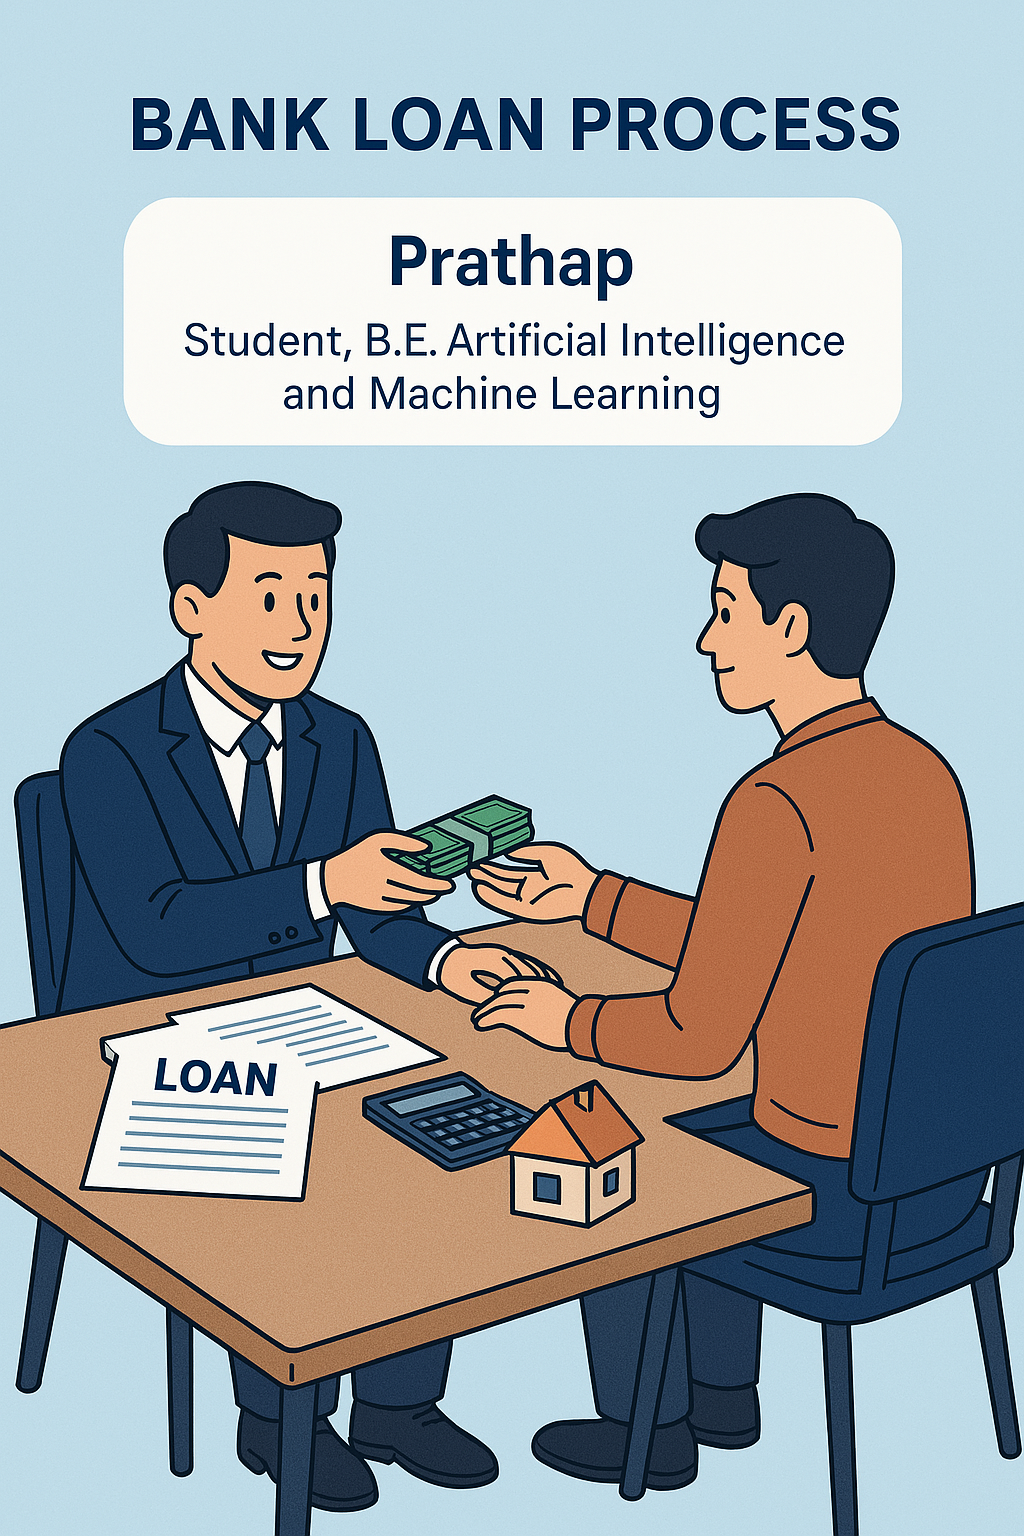 BANK LOAN PROCESS
Prathap
Student, B.E. Artificial Intelligence
and Machine Learning
LOAN